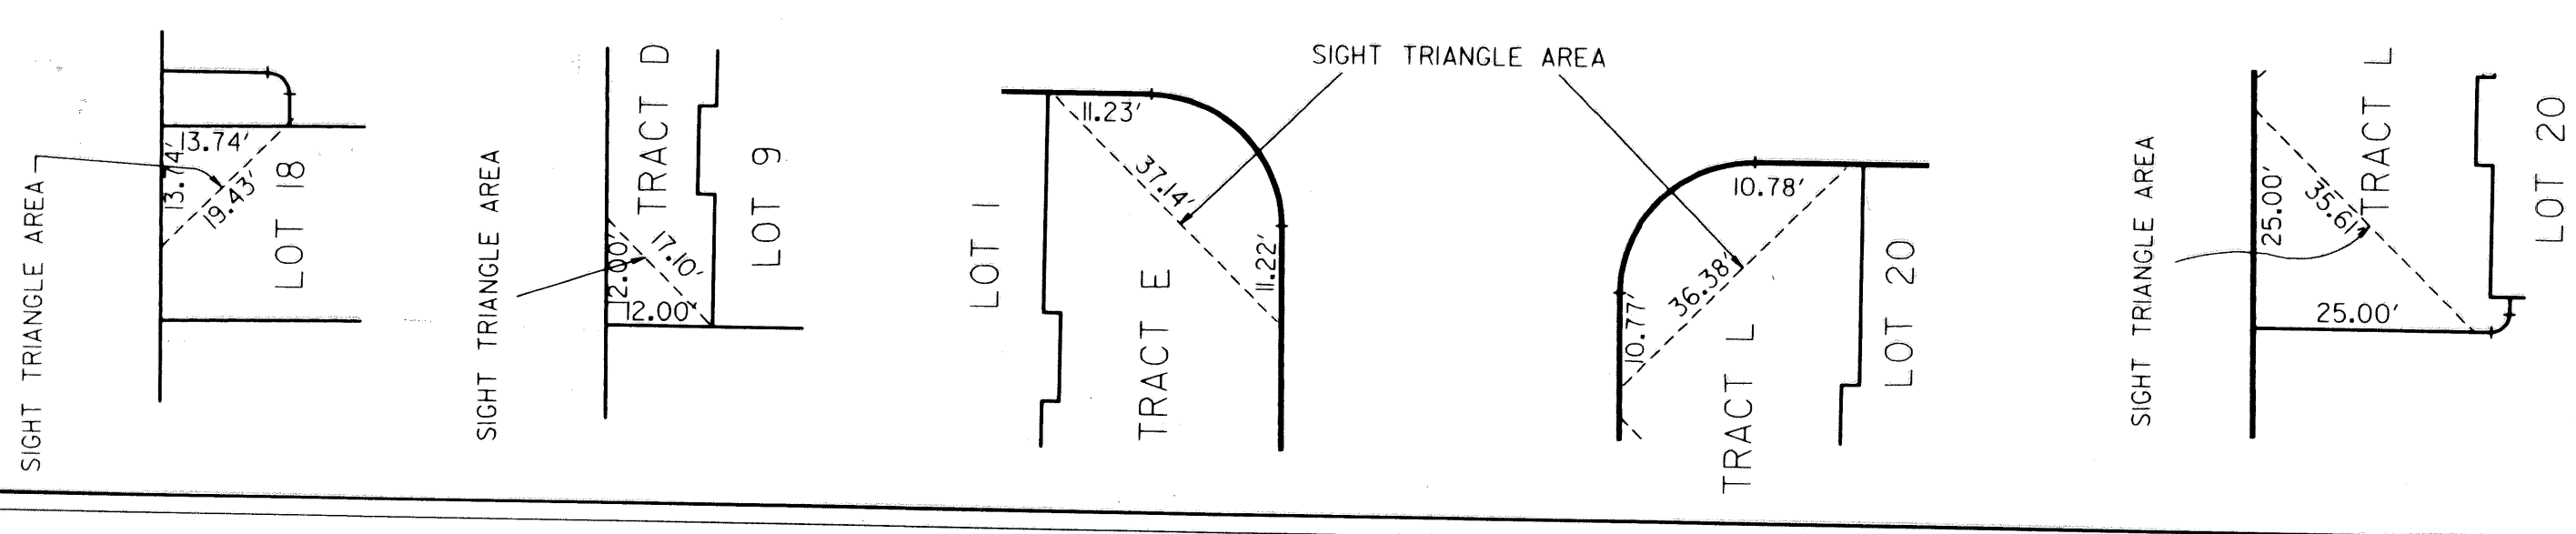 SIGHT TRIANGLE AREA
13.74'
13.74'
19.43'
LOT 18
SIGHT TRIANGLE AREA
TRACT D
LOT 9
17.10'
12.00'
12.00'
SIGHT TRIANGLE AREA
LOT 1
11.23'
37.14'
11.22'
TRACT E
10.78'
36.38'
10.77'
TRACT L
LOT 20
SIGHT TRIANGLE AREA
25.00'
35.61'
25.00'
TRACT L
LOT 20